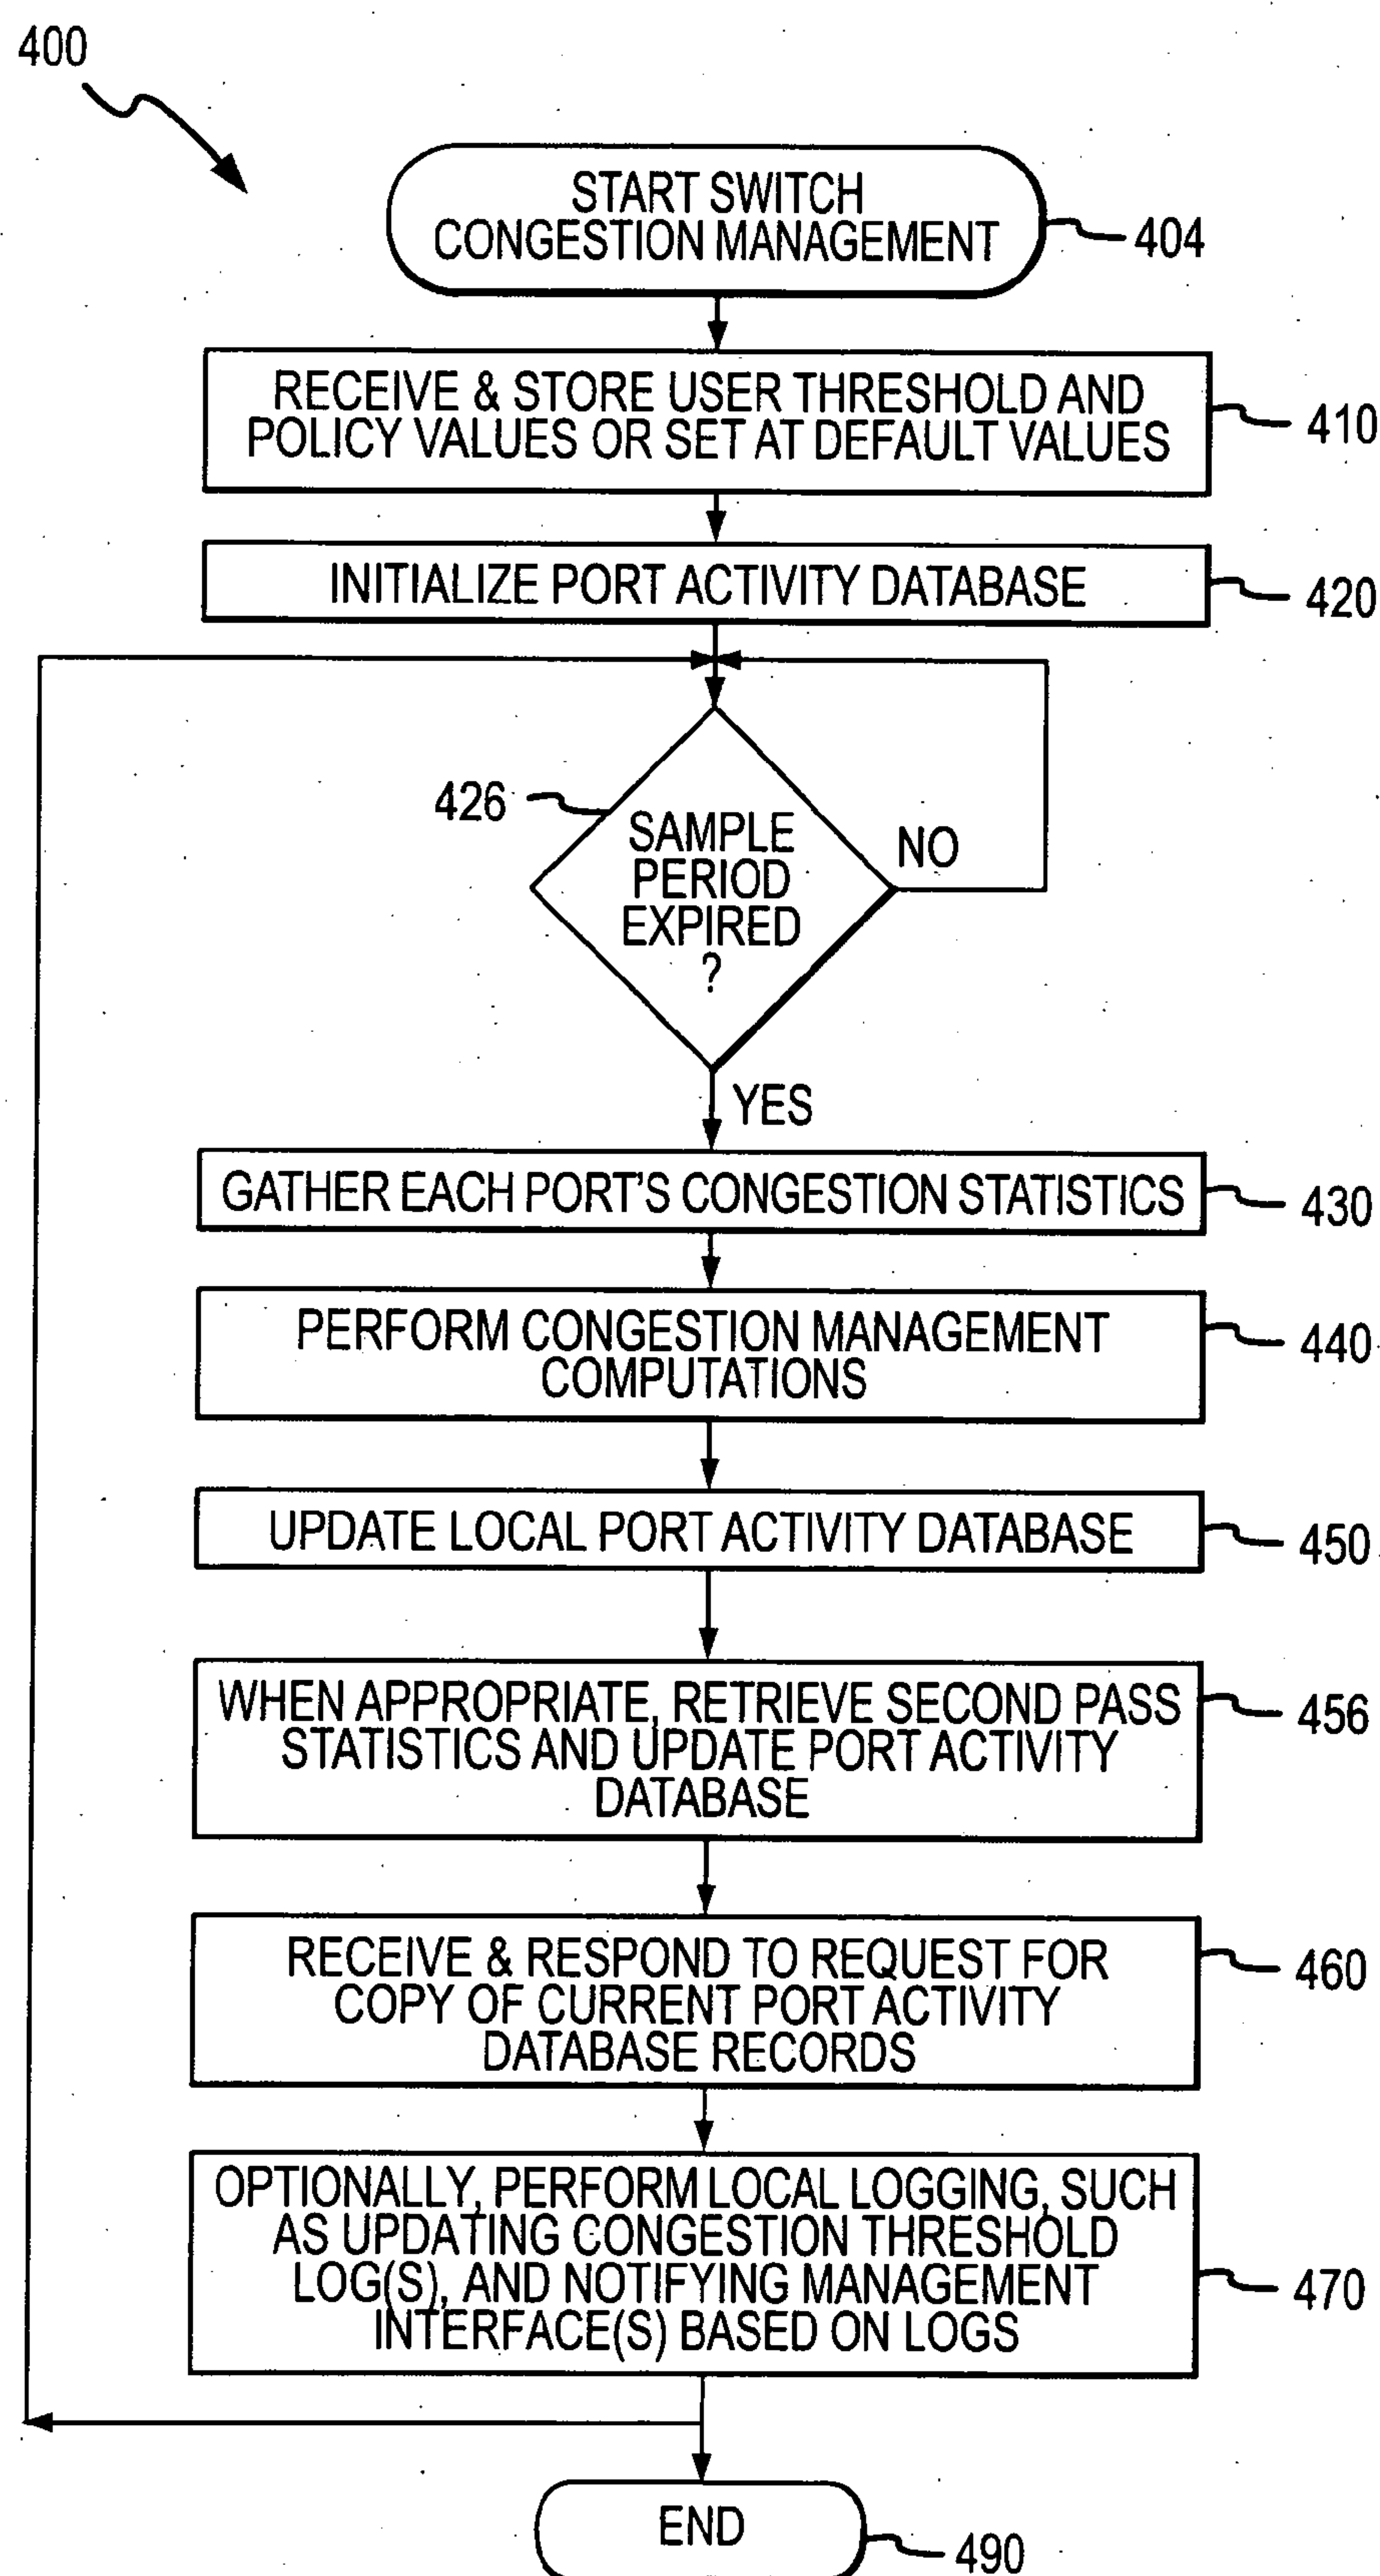 400
START SWITCH
CONGESTION MANAGEMENT
404
RECEIVE & STORE USER THRESHOLD AND
POLICY VALUES OR SET AT DEFAULT VALUES
410
INITIALIZE PORT ACTIVITY DATABASE
420
426
SAMPLE
PERIOD
EXPIRED
?
NO
YES
GATHER EACH PORT'S CONGESTION STATISTICS
430
PERFORM CONGESTION MANAGEMENT
COMPUTATIONS
440
UPDATE LOCAL PORT ACTIVITY DATABASE
450
WHEN APPROPRIATE, RETRIEVE SECOND PASS
STATISTICS AND UPDATE PORT ACTIVITY
DATABASE
456
RECEIVE & RESPOND TO REQUEST FOR
COPY OF CURRENT PORT ACTIVITY
DATABASE RECORDS
460
OPTIONALLY, PERFORM LOCAL LOGGING, SUCH
AS UPDATING CONGESTION THRESHOLD
LOG(S), AND NOTIFYING MANAGEMENT
INTERFACE(S) BASED ON LOGS
470
END
490